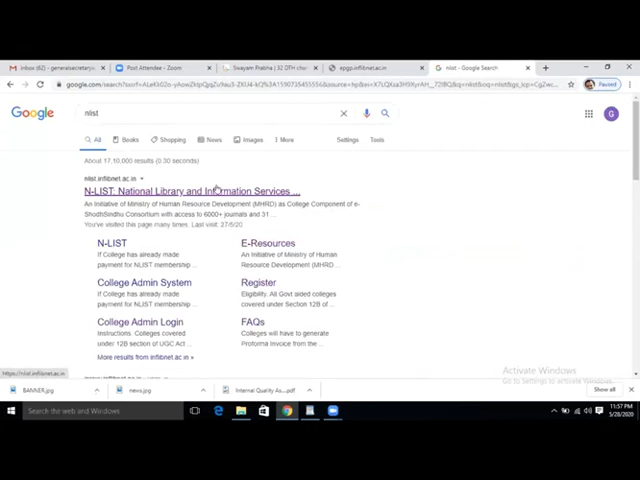 Inbox (62) - generalsecretary
Post Attendee - Zoom
Swayam Prabha | 32 DTH cha
epgp.inflibnet.ac.in
nlist - Google Search
google.com/search?
Paused
Google
nlist
G
All
Books
Shopping
News
Images
More
Settings
Tools
About 17,10,000 results (0.30 seconds)
nlist.inflibnet.ac.in
N-LIST: National Library and Information Services ...
An Initiative of Ministry of Human Resource Development (MHRD) as College Component of e-
ShodhSindhu Consortium with access to 6000+ journals and 31 ...
You've visited this page many times. Last visit: 27/5/20
N-LIST
If College has already made
payment for NLIST membership ...
E-Resources
An Initiative of Ministry of Human
Resource Development (MHRD ...
College Admin System
If College has already made
payment for NLIST membership ...
Register
Eligibility. All Govt aided colleges
covered under Section 12B of ...
College Admin Login
Instructions. Colleges covered
under 12B section of UGC Act ...
FAQs
Colleges will have to generate
Proforma Invoice from the ...
More results from inflibnet.ac.in »
https://nlist.inflibnet.ac.in
Activate Windows
Go to Settings to activate Windows.
BANNER.jpg
news.jpg
Internal Quality As....pdf
Show all
Search the web and Windows
11:57 PM
5/28/2020